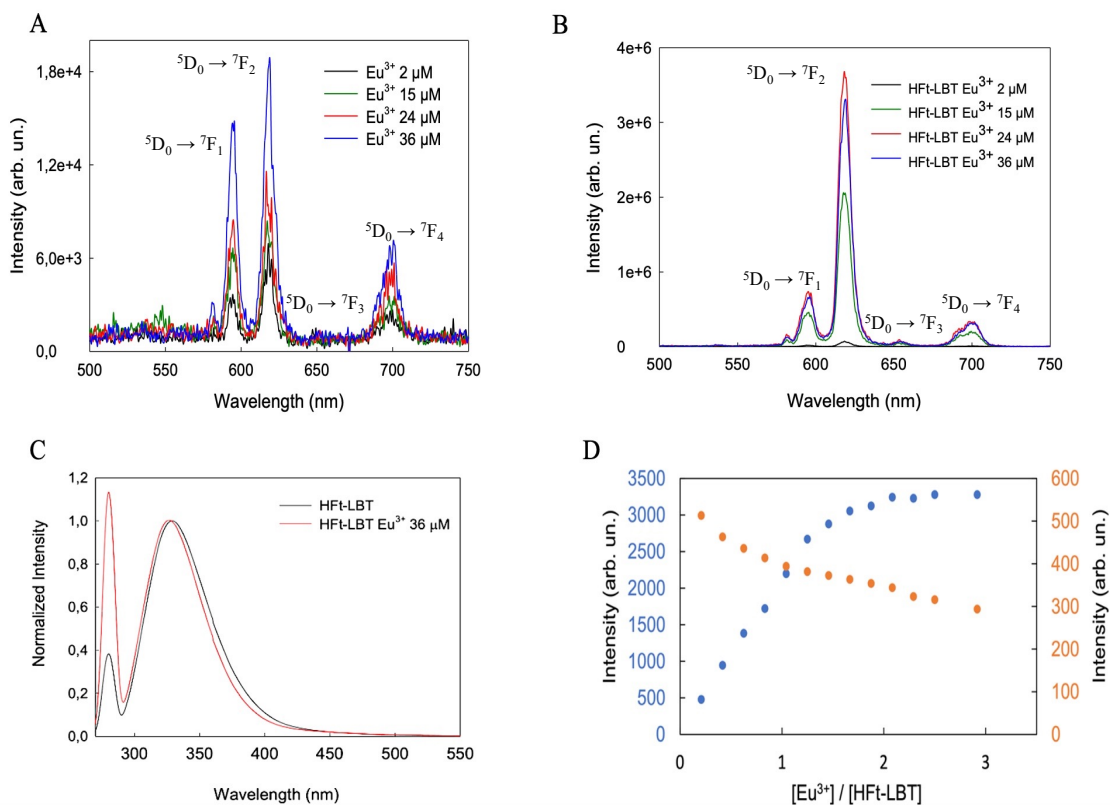 A
Intensity (arb. un.)
1,8e+4
1,2e+4
6,0e+3
0,0
500
550
600
650
700
750
Wavelength (nm)
⁵D₀ → ⁷F₂
⁵D₀ → ⁷F₁
⁵D₀ → ⁷F₃
⁵D₀ → ⁷F₄
Eu³⁺ 2 µM
Eu³⁺ 15 µM
Eu³⁺ 24 µM
Eu³⁺ 36 µM
B
Intensity (arb. un.)
4e+6
3e+6
2e+6
1e+6
0
500
550
600
650
700
750
Wavelength (nm)
⁵D₀ → ⁷F₂
⁵D₀ → ⁷F₁
⁵D₀ → ⁷F₃
⁵D₀ → ⁷F₄
HFt-LBT Eu³⁺ 2 µM
HFt-LBT Eu³⁺ 15 µM
HFt-LBT Eu³⁺ 24 µM
HFt-LBT Eu³⁺ 36 µM
C
Normalized Intensity
1,2
1,0
0,8
0,6
0,4
0,2
0,0
300
350
400
450
500
550
Wavelength (nm)
HFt-LBT
HFt-LBT Eu³⁺ 36 µM
D
Intensity (arb. un.)
3500
3000
2500
2000
1500
1000
500
0
600
500
400
300
200
100
0
Intensity (arb. un.)
0
1
2
3
[Eu³⁺] / [HFt-LBT]